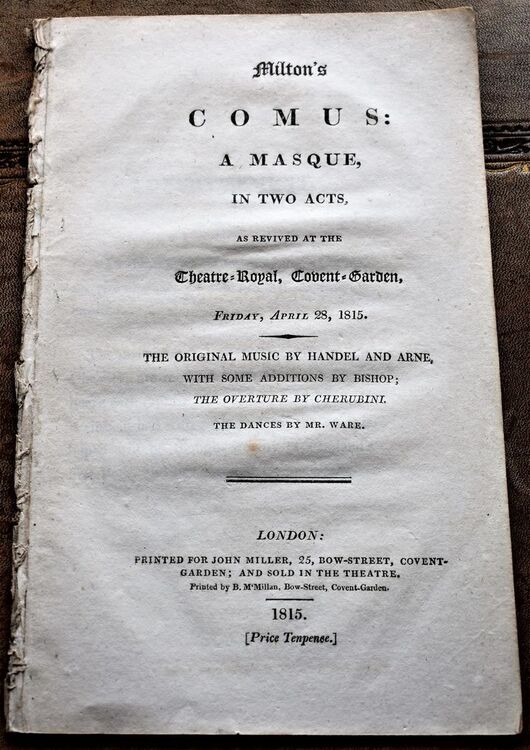 Milton's
COMUS:
A MASQUE,
IN TWO ACTS,
AS REVIVED AT THE
Theatre-Royal, Covent-Garden,
FRIDAY, APRIL 28, 1815.
THE ORIGINAL MUSIC BY HANDEL AND ARNE,
WITH SOME ADDITIONS BY BISHOP;
THE OVERTURE BY CHERUBINI.
THE DANCES BY MR. WARE.
LONDON:
PRINTED FOR JOHN MILLER, 25, BOW-STREET, COVENT-
GARDEN; AND SOLD IN THE THEATRE.
Printed by B. M'Millan, Bow-Street, Covent-Garden.
1815.
[Price Tenpence.]